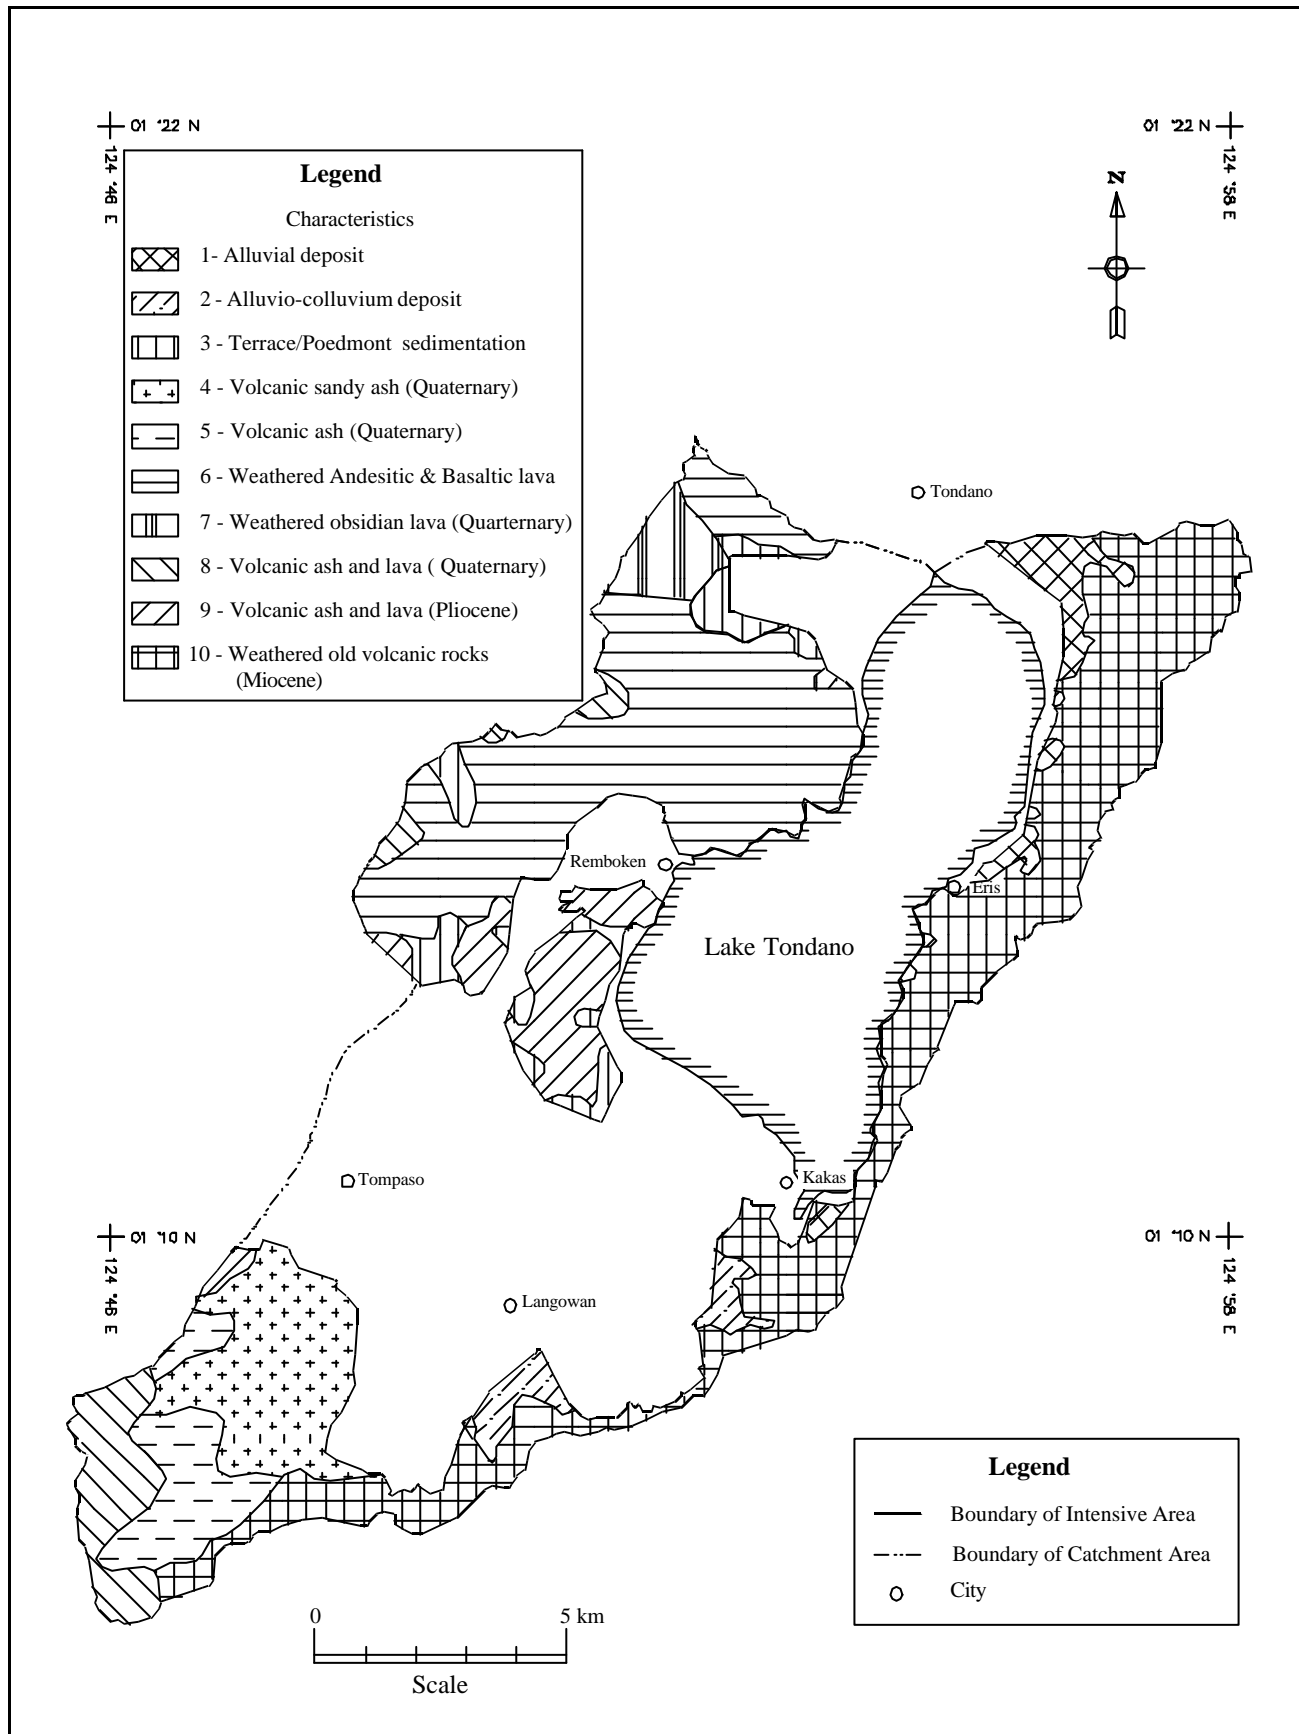 01 °22 N
01 °22 N
124 °46 E
124 °58 E
N
Legend
Characteristics
1- Alluvial deposit
2 - Alluvio-colluvium deposit
3 - Terrace/Poedmont sedimentation
4 - Volcanic sandy ash (Quaternary)
5 - Volcanic ash (Quaternary)
6 - Weathered Andesitic & Basaltic lava
7 - Weathered obsidian lava (Quarternary)
8 - Volcanic ash and lava ( Quaternary)
9 - Volcanic ash and lava (Pliocene)
10 - Weathered old volcanic rocks
(Miocene)
Tondano
Remboken
Eris
Lake Tondano
Kakas
Tompaso
01 °10 N
01 °10 N
124 °46 E
124 °58 E
Langowan
Legend
Boundary of Intensive Area
Boundary of Catchment Area
City
0 5 km
Scale